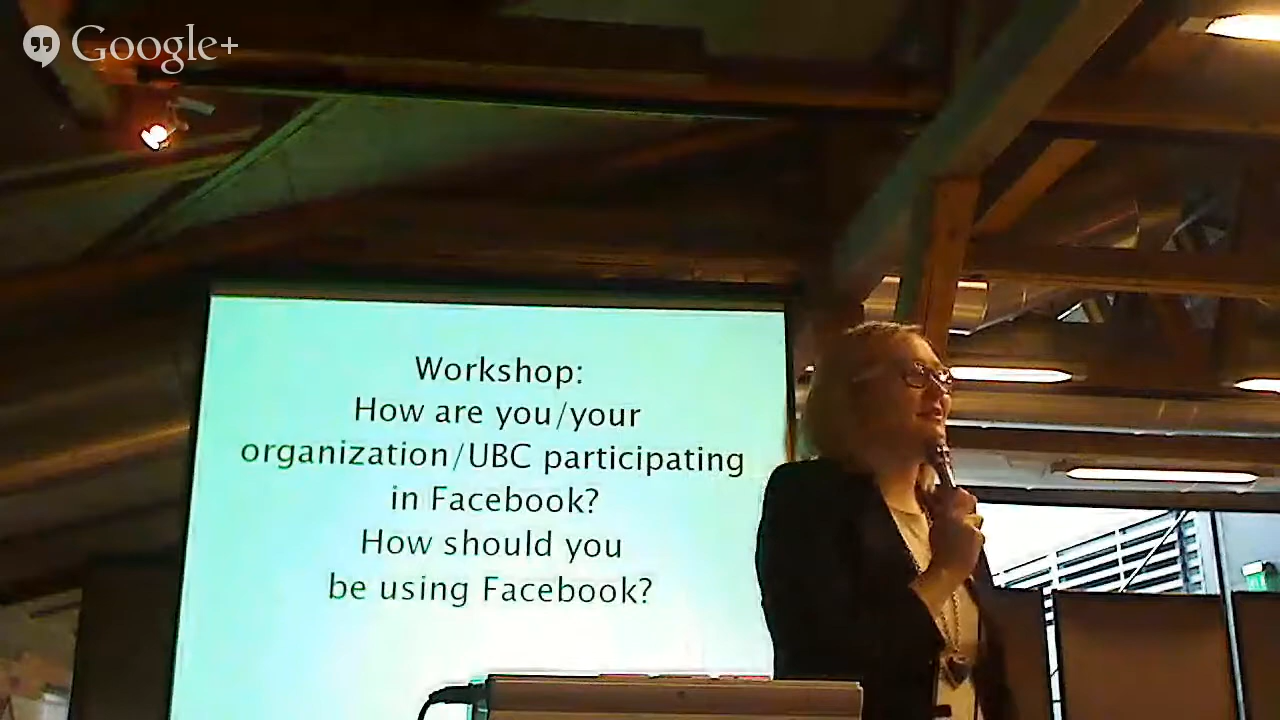 Google+
Workshop:
How are you/your
organization/UBC participating
in Facebook?
How should you
be using Facebook?